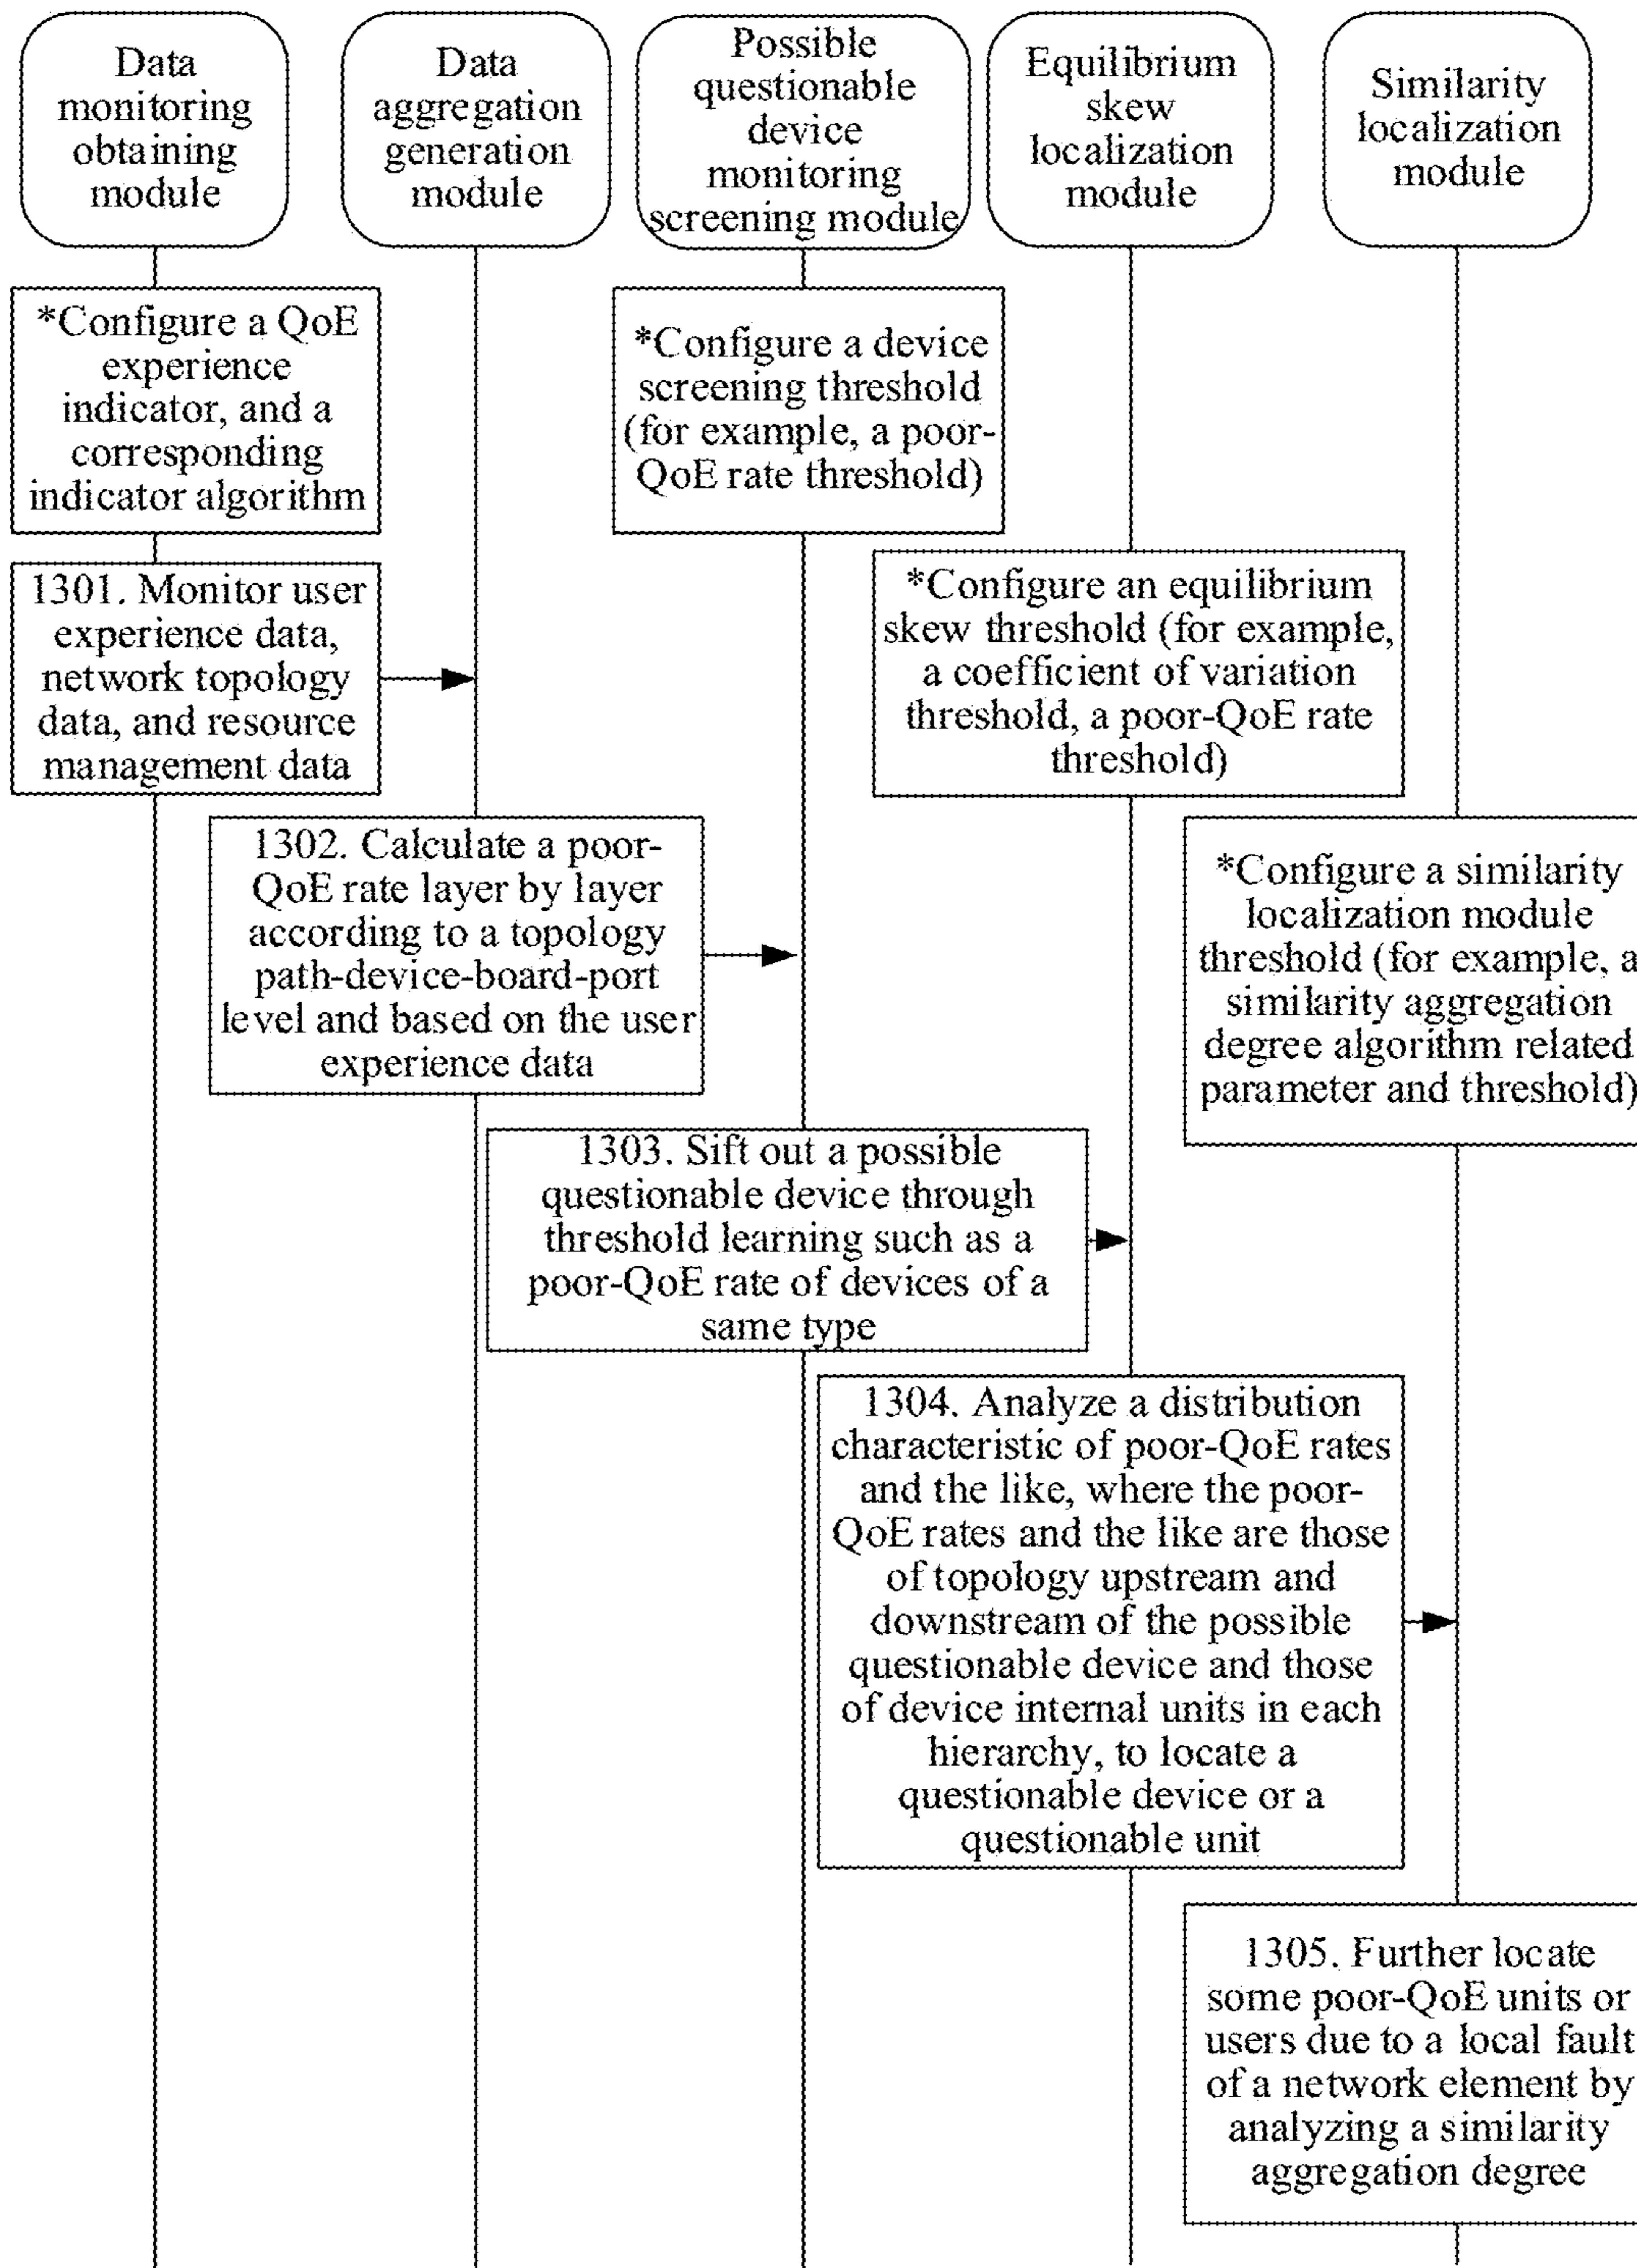 Data
monitoring
obtaining
module
Data
aggregation
generation
module
Possible
questionable
device
monitoring
screening module
Equilibrium
skew
localization
module
Similarity
localization
module
*Configure a QoE
experience
indicator, and a
corresponding
indicator algorithm
*Configure a device
screening threshold
(for example, a poor-
QoE rate threshold)
1301. Monitor user
experience data,
network topology
data, and resource
management data
*Configure an equilibrium
skew threshold (for example,
a coefficient of variation
threshold, a poor-QoE rate
threshold)
1302. Calculate a poor-
QoE rate layer by layer
according to a topology
path-device-board-port
level and based on the user
experience data
*Configure a similarity
localization module
threshold (for example, a
similarity aggregation
degree algorithm related
parameter and threshold)
1303. Sift out a possible
questionable device through
threshold learning such as a
poor-QoE rate of devices of a
same type
1304. Analyze a distribution
characteristic of poor-QoE rates
and the like, where the poor-
QoE rates and the like are those
of topology upstream and
downstream of the possible
questionable device and those
of device internal units in each
hierarchy, to locate a
questionable device or a
questionable unit
1305. Further locate
some poor-QoE units or
users due to a local fault
of a network element by
analyzing a similarity
aggregation degree